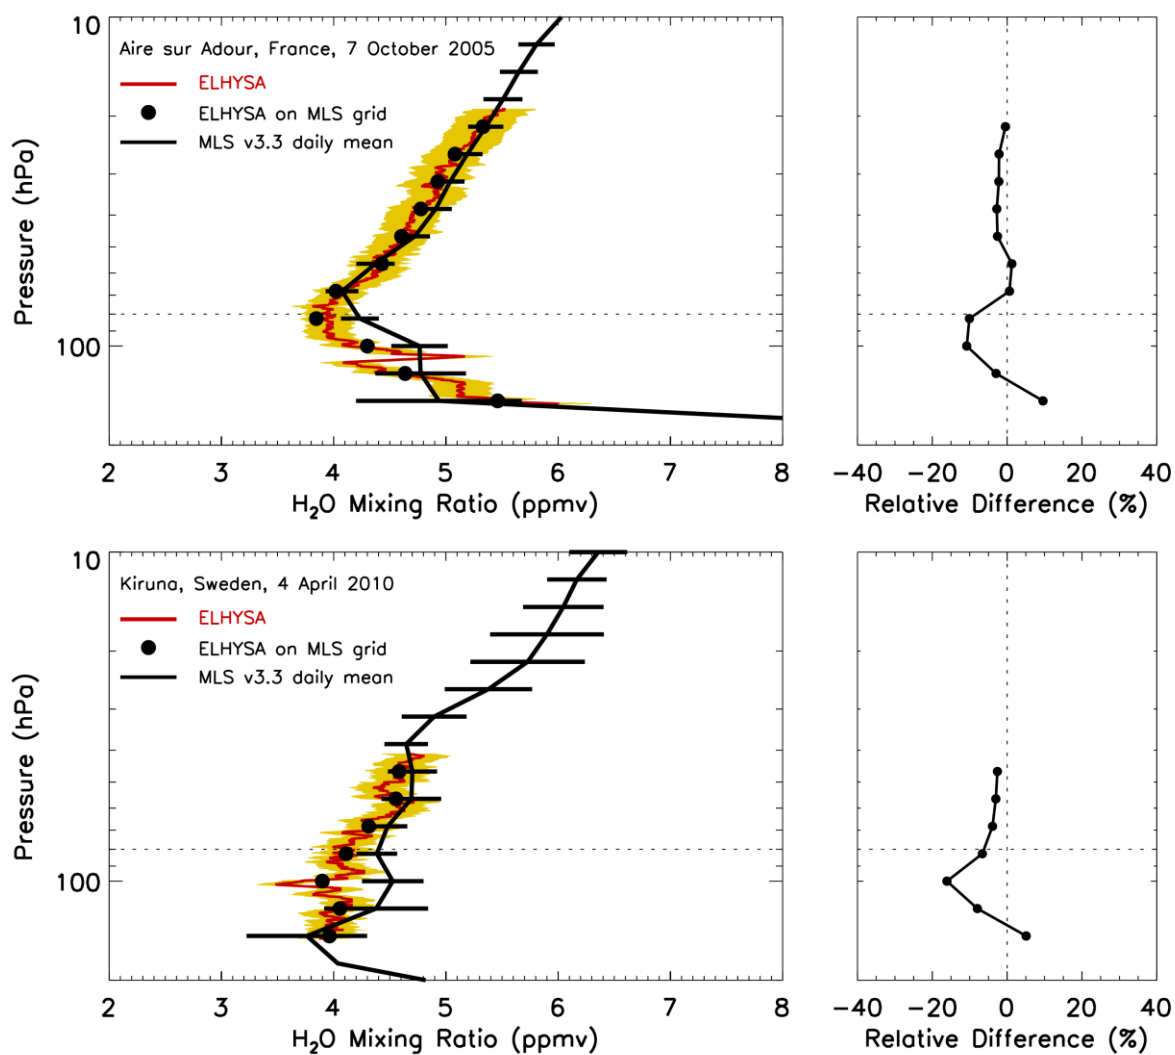 10
Aire sur Adour, France, 7 October 2005
ELHYSA
ELHYSA on MLS grid
MLS v3.3 daily mean
Pressure (hPa)
100
2 3 4 5 6 7 8
H₂O Mixing Ratio (ppmv)
−40 −20 0 20 40
Relative Difference (%)
10
Kiruna, Sweden, 4 April 2010
ELHYSA
ELHYSA on MLS grid
MLS v3.3 daily mean
Pressure (hPa)
100
2 3 4 5 6 7 8
H₂O Mixing Ratio (ppmv)
−40 −20 0 20 40
Relative Difference (%)